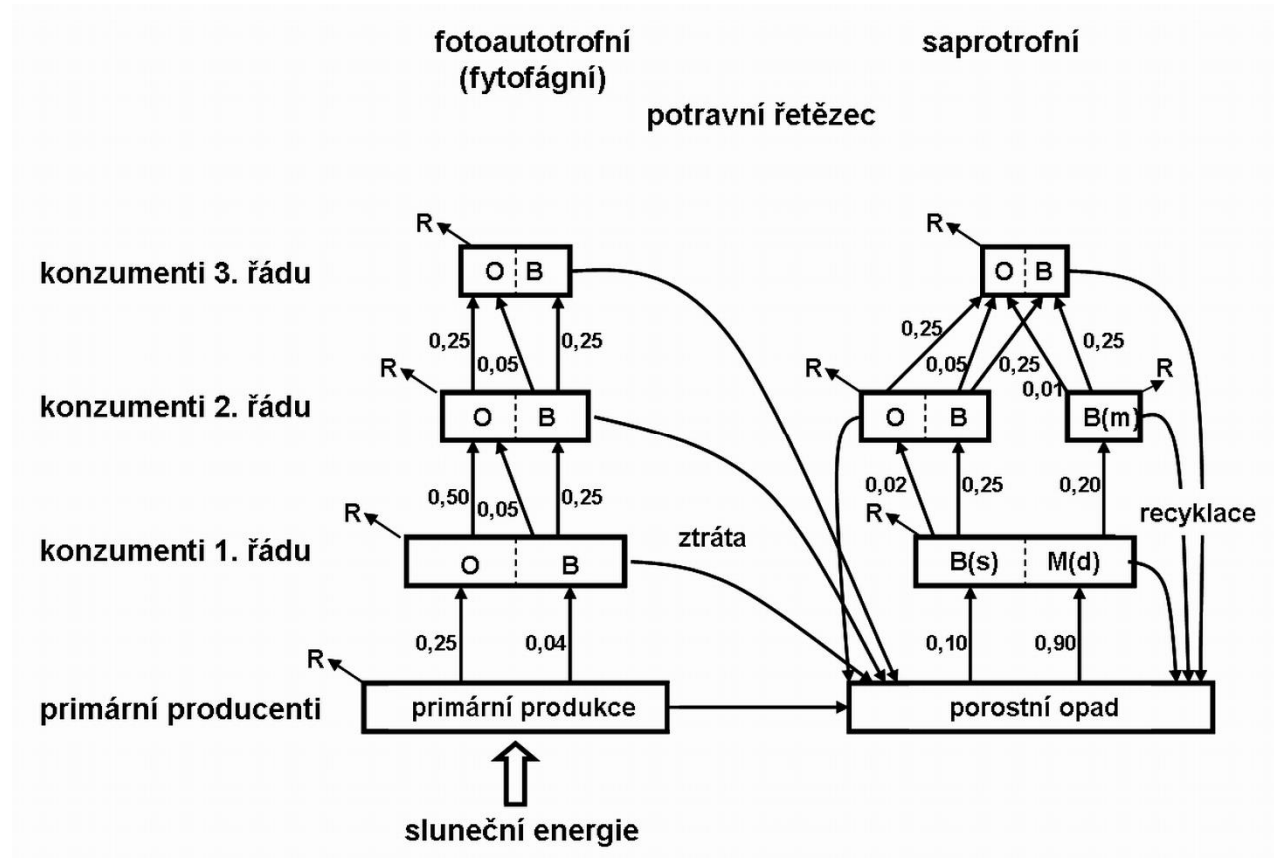 fotoautotrofní
(fytofágní)
saprotrofní
potravní řetězec
R
R
konzumenti 3. řádu
O B
O B
0,25
0,05
0,25
0,25
0,05
0,25
0,01
0,25
R
R
R
konzumenti 2. řádu
O B
O B
B(m)
0,50
0,05
0,25
0,02
0,25
0,20
R
R
recyklace
konzumenti 1. řádu
ztráta
O B
B(s) M(d)
0,25
0,04
0,10
0,90
R
primární producenti
primární produkce
porostní opad
sluneční energie